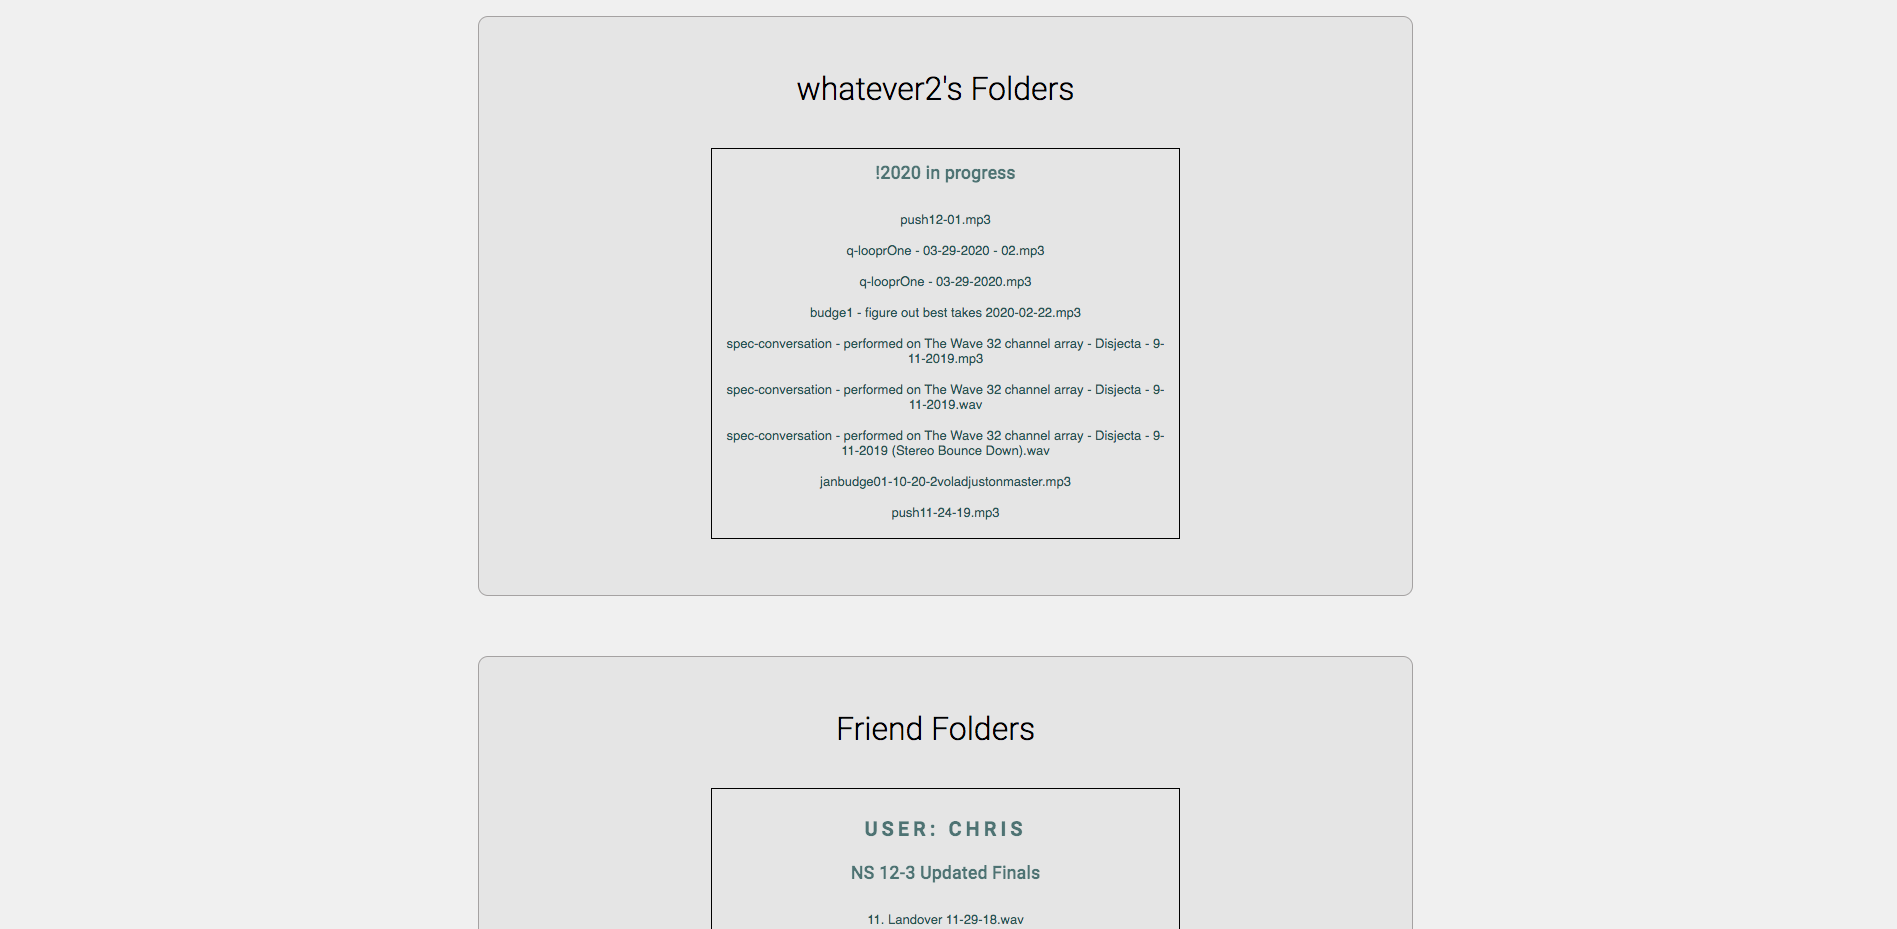 whatever2's Folders
!2020 in progress
push12-01.mp3
q-looprOne - 03-29-2020 - 02.mp3
q-looprOne - 03-29-2020.mp3
budge1 - figure out best takes 2020-02-22.mp3
spec-conversation - performed on The Wave 32 channel array - Disjecta - 9-
11-2019.mp3
spec-conversation - performed on The Wave 32 channel array - Disjecta - 9-
11-2019.wav
spec-conversation - performed on The Wave 32 channel array - Disjecta - 9-
11-2019 (Stereo Bounce Down).wav
janbudge01-10-20-2voladjustonmaster.mp3
push11-24-19.mp3
Friend Folders
USER: CHRIS
NS 12-3 Updated Finals
11. Landover 11-29-18.wav